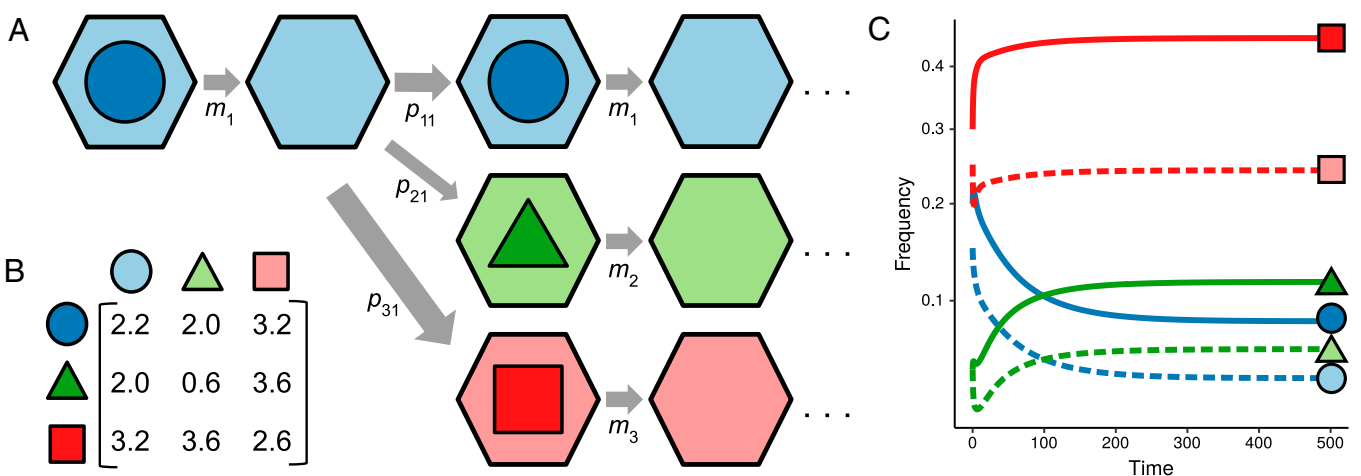 A
m1
p11
m1
. . .
p21
m2
. . .
p31
m3
. . .
B
2.2 2.0 3.2
2.0 0.6 3.6
3.2 3.6 2.6
C
Frequency
0.4
0.3
0.2
0.1
0 100 200 300 400 500
Time